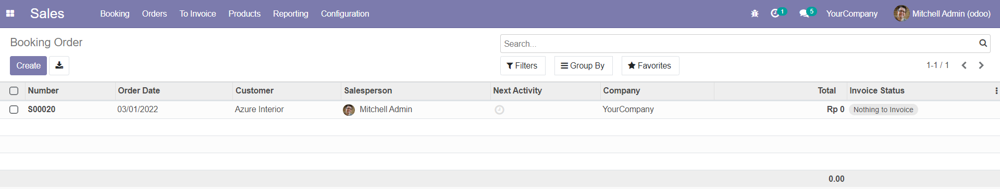 Sales Booking Orders To Invoice Products Reporting Configuration 1 5 YourCompany Mitchell Admin (odoo)
Booking Order
Search...
Create Filters Group By Favorites 1-1 / 1
Number Order Date Customer Salesperson Next Activity Company Total Invoice Status
S00020 03/01/2022 Azure Interior Mitchell Admin YourCompany Rp 0 Nothing to Invoice
0.00